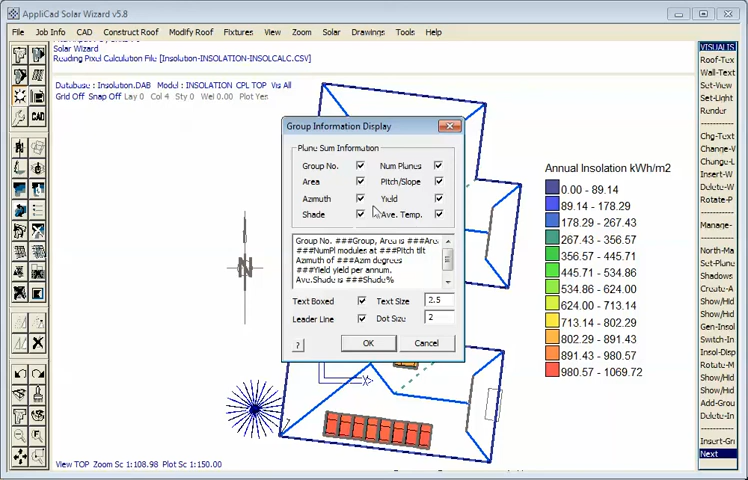 AppliCad Solar Wizard v5.8
File Job Info CAD Construct Roof Fixtures View Zoom Solar Drawings Tools Help
Solar Wizard
Reading Pixel Calculation File [Insolation-INSOLATION-INSOLCALC.CSV]
Database : Insolation.DAB Model : INSOLATION CPL TOP Vis All
Grid Off Snap Off Lay 0 Col 4 Sty 0 Wel 0.00 Plot Yer.
Group Information Display
Plane Sum Information
Group No. Num Planes
Area Pitch/Slope
Azimuth Yield
Shade Ave. Temp.
Group No. ###Group, Area is ###Area
###NumPl modules at ###Pitch tilt
Azimuth of ###Azm degrees
###Yield yield per annum.
Ave.Shade is ###Shade%
Text Boxed Text Size 2.5
Leader Line Dot Size 2
? OK Cancel
N
Annual Insolation kWh/m2
0.00 - 89.14
89.14 - 178.29
178.29 - 267.43
267.43 - 356.57
356.57 - 445.71
445.71 - 534.86
534.86 - 624.00
624.00 - 713.14
713.14 - 802.29
802.29 - 891.43
891.43 - 980.57
980.57 - 1069.72
VISUALIS
Roof-Tex
Wall-Text
Set-View
Set-Light
Chg-Text
Change-V
Change-L
Insert-W
Delete-W
Rotate-P
Manage-
North-Ma
Set-Plane
Shadows
Create-A
Show/Hid
Show/Hid
Gen-Insol
Switch-In
Insol-Disp
Rotate-M
Show/Hid
Show/Hid
Add-Grou
Delete-In
Insert-Gr
Next
CAD
View TOP Zoom Sc 1:108.98 Plot Sc 1:150.00